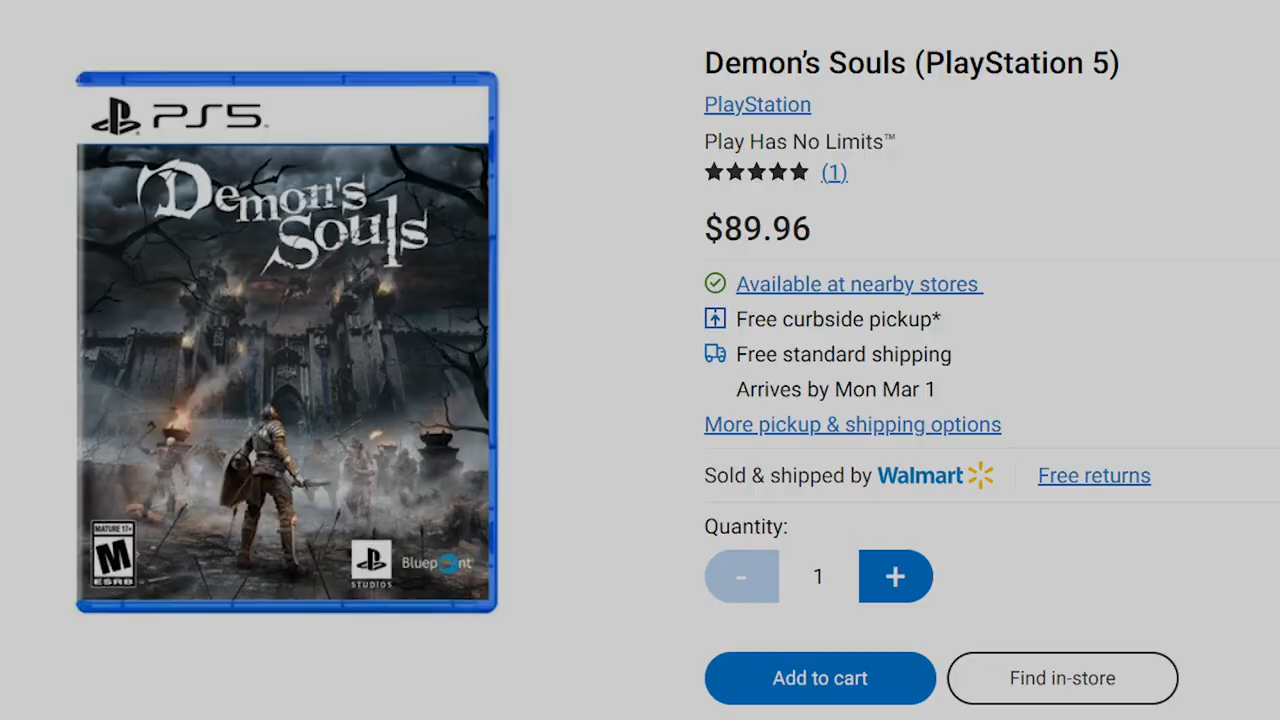 PS5
Demon's
Souls
MATURE 17+
M
ESRB
STUDIOS
Bluepoint
Demon's Souls (PlayStation 5)
PlayStation
Play Has No Limits™
(1)
$89.96
Available at nearby stores
Free curbside pickup*
Free standard shipping
Arrives by Mon Mar 1
More pickup & shipping options
Sold & shipped by Walmart Free returns
Quantity:
- 1 +
Add to cart Find in-store